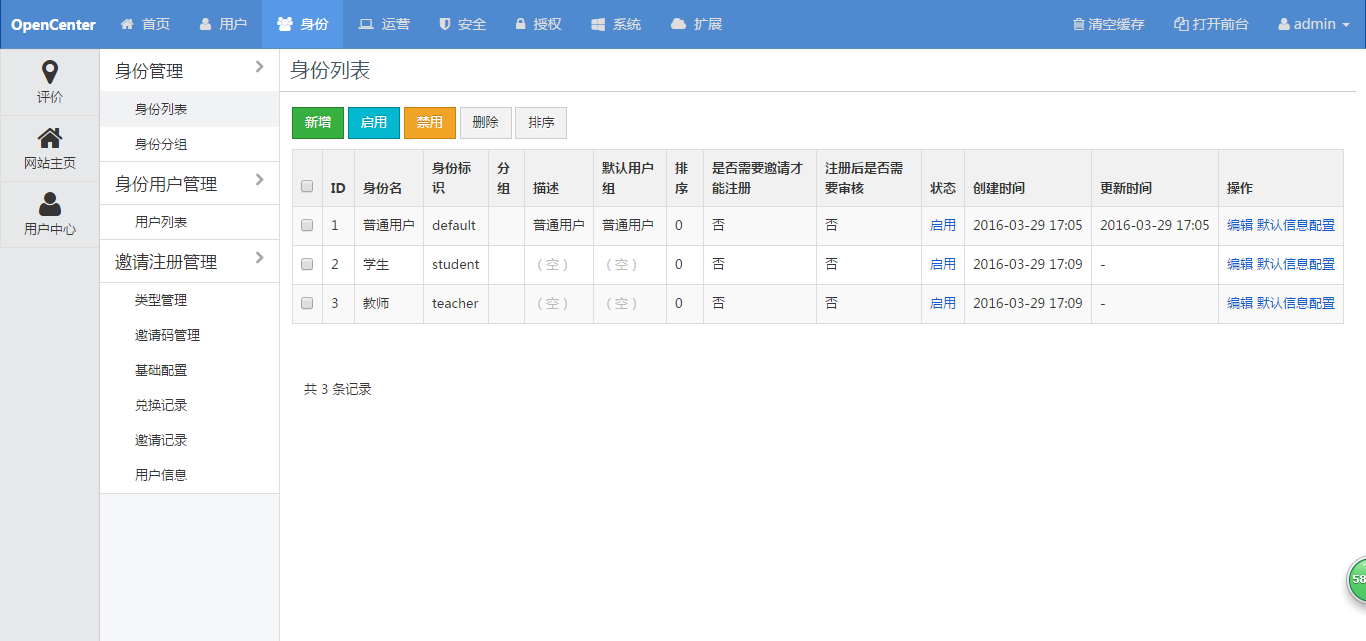 OpenCenter 首页 用户 身份 运营 安全 授权 系统 扩展 清空缓存 打开前台 admin
评价
网站主页
用户中心
身份管理
身份列表
身份分组
身份用户管理
用户列表
邀请注册管理
类型管理
邀请码管理
基础配置
兑换记录
邀请记录
用户信息
身份列表
新增 启用 禁用 删除 排序
ID 身份名 身份标识 分组 描述 默认用户组 排序 是否需要邀请才能注册 注册后是否需要审核 状态 创建时间 更新时间 操作
1 普通用户 default 普通用户 普通用户 0 否 否 启用 2016-03-29 17:05 2016-03-29 17:05 编辑 默认信息配置
2 学生 student （空） （空） 0 否 否 启用 2016-03-29 17:09 - 编辑 默认信息配置
3 教师 teacher （空） （空） 0 否 否 启用 2016-03-29 17:09 - 编辑 默认信息配置
共 3 条记录
58